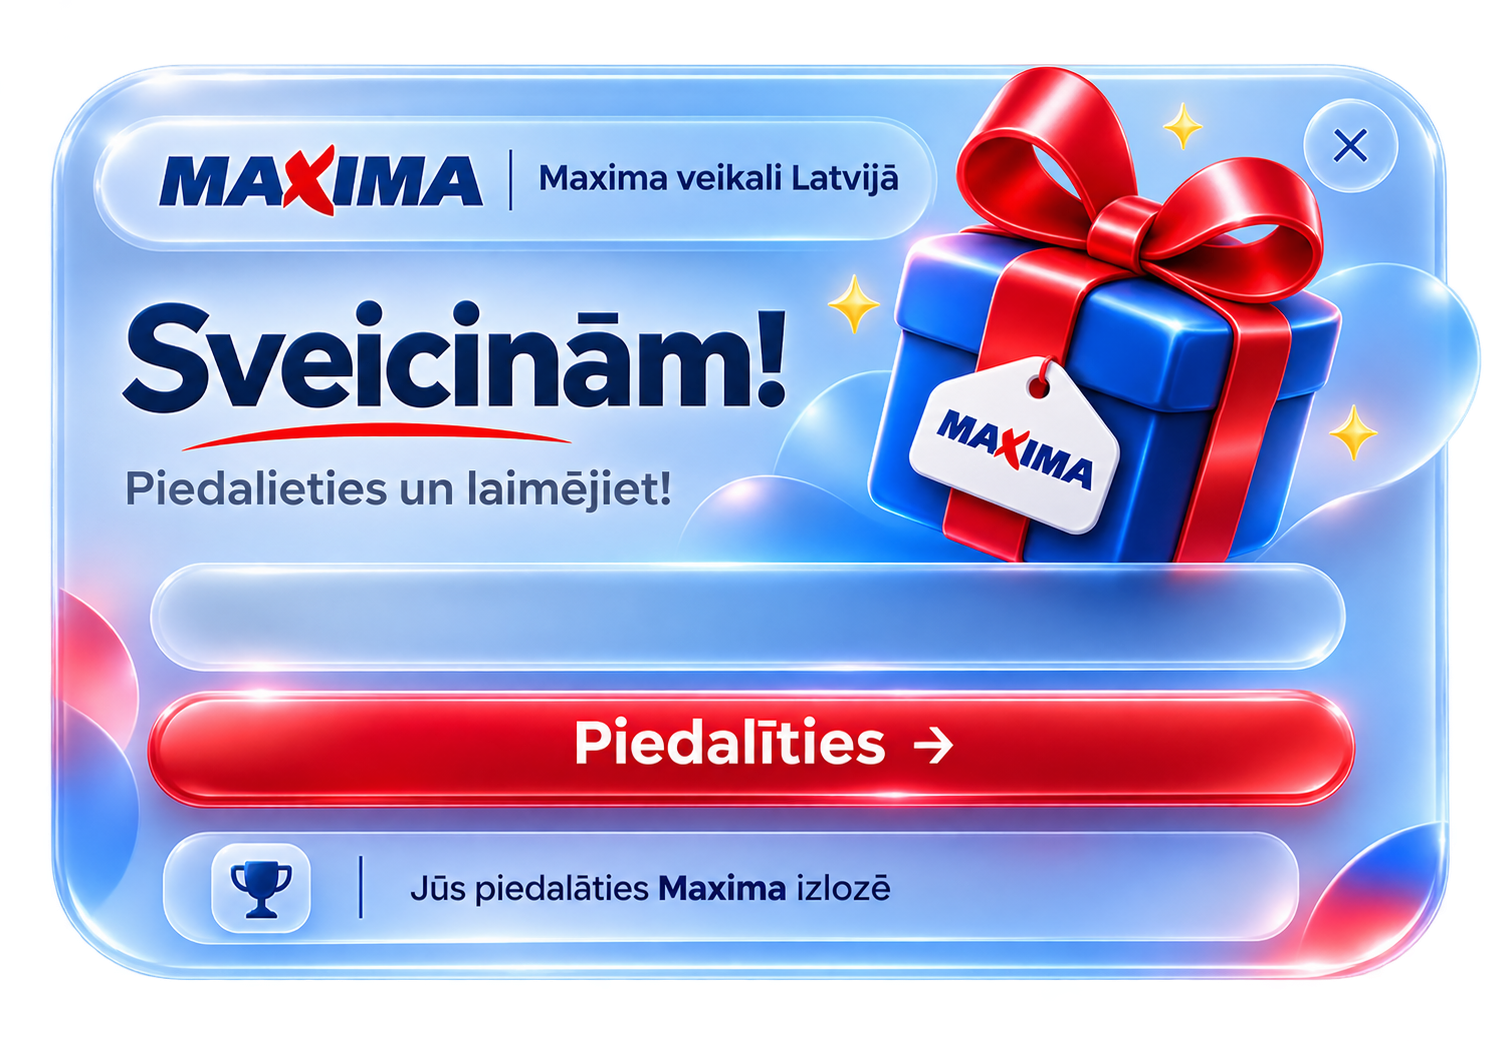 MAXIMA
Maxima veikali Latvijā
Sveicinām!
Piedalieties un laimējiet!
MAXIMA
Piedalīties →
Jūs piedalāties Maxima izlozē